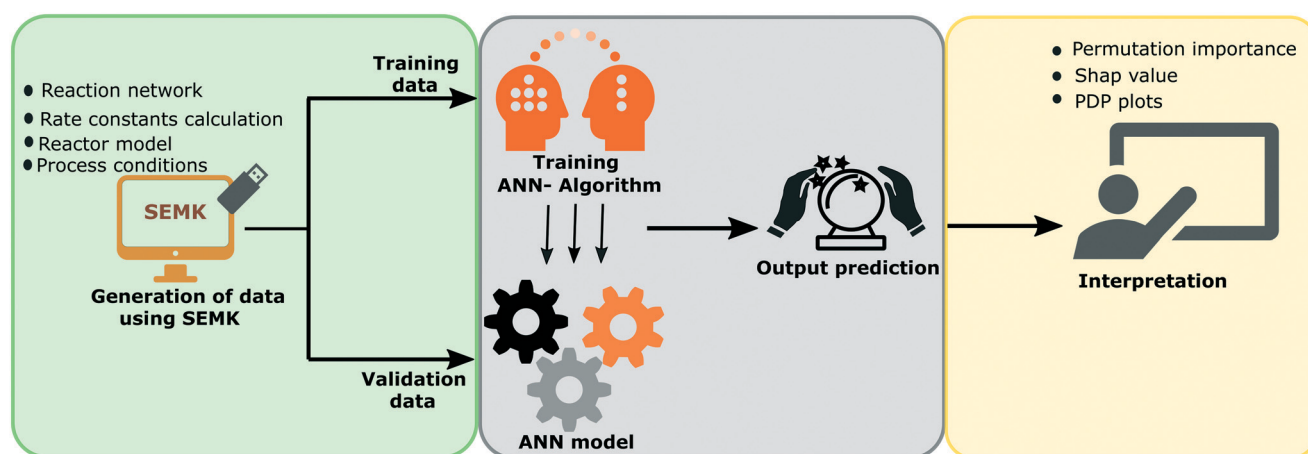 Reaction network
Rate constants calculation
Reactor model
Process conditions
SEMK
Generation of data
using SEMK
Training
data
Validation
data
Training
ANN- Algorithm
ANN model
Output prediction
Permutation importance
Shap value
PDP plots
Interpretation